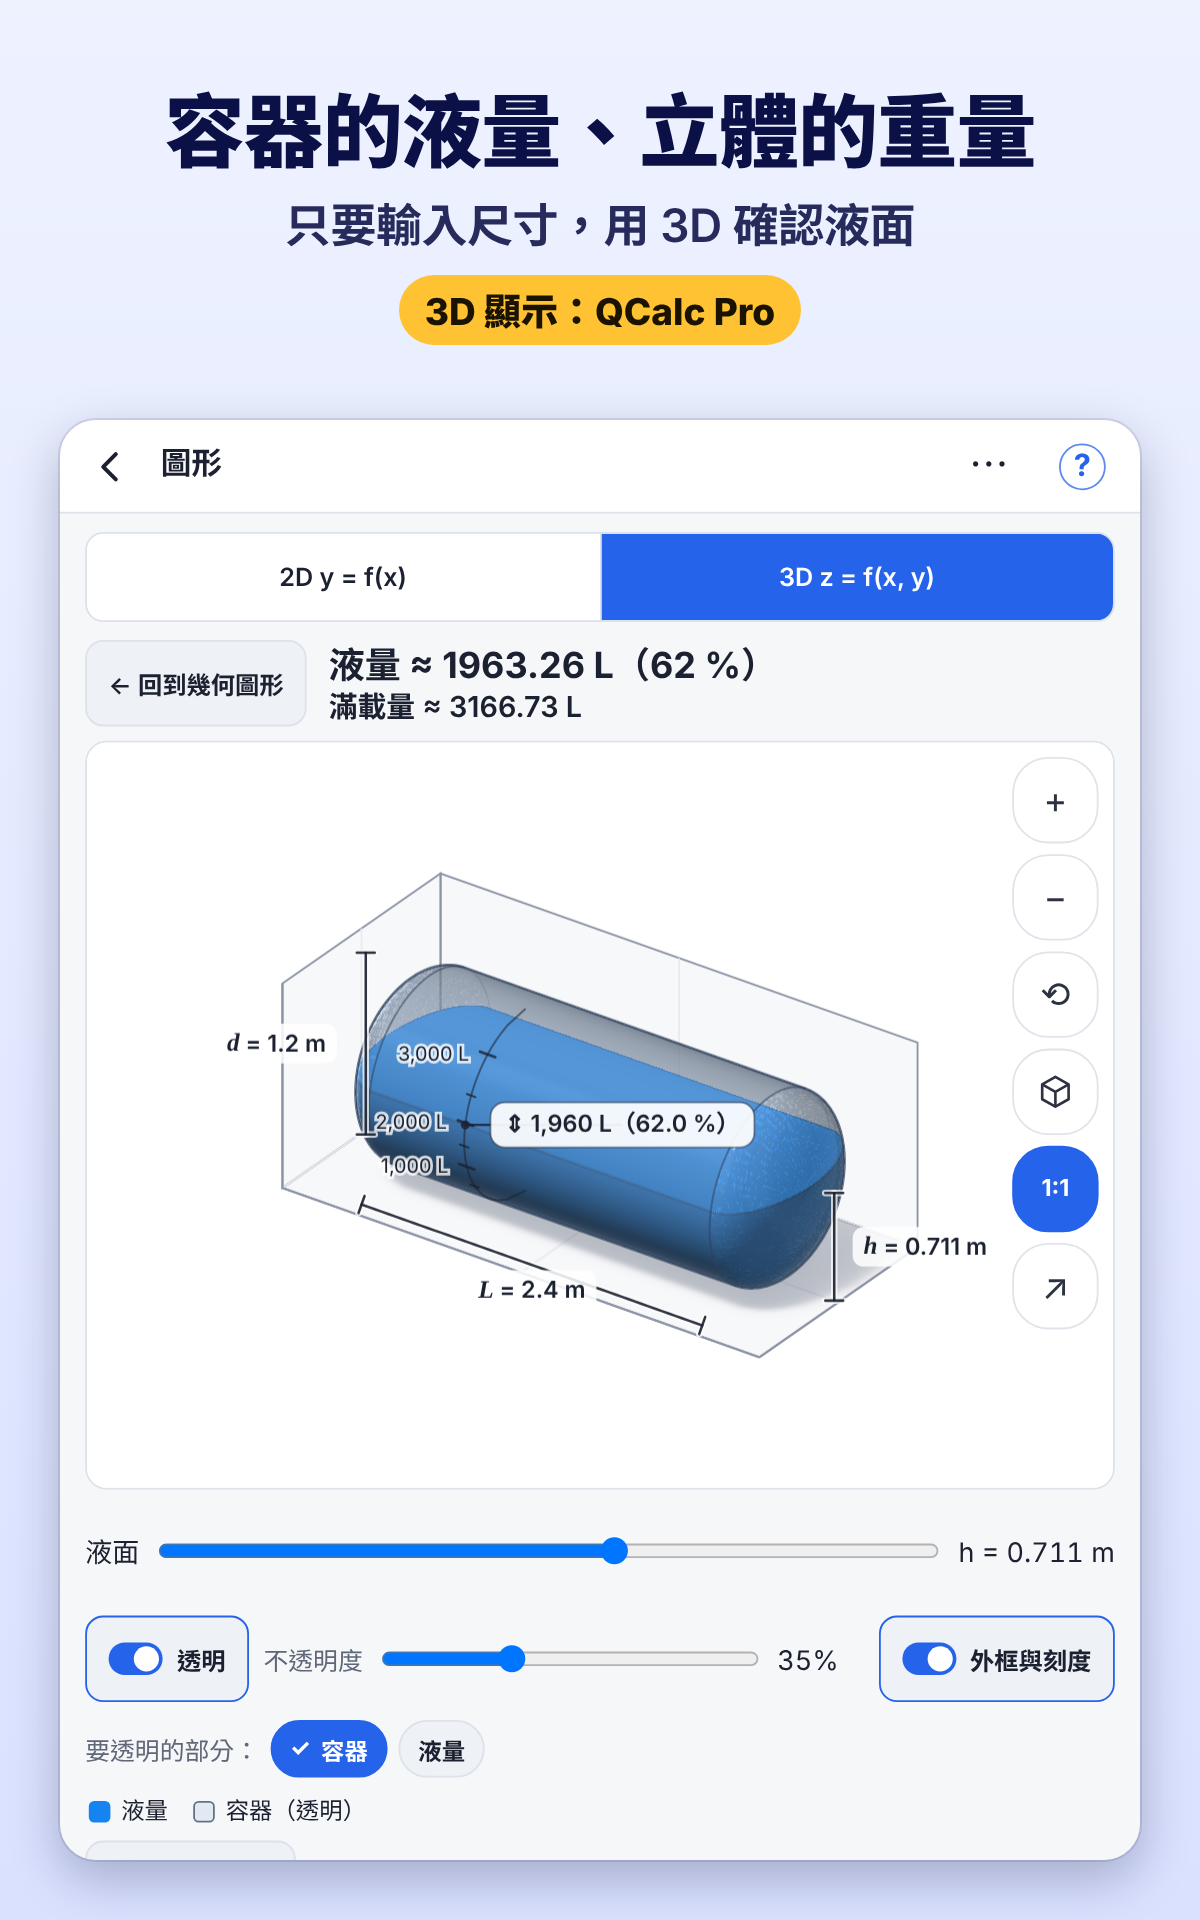 容器的液量、立體的重量
只要輸入尺寸，用 3D 確認液面
3D 顯示：QCalc Pro
圖形
?
2D y = f(x)
3D z = f(x, y)
← 回到幾何圖形
液量 ≈ 1963.26 L（62 %）
滿載量 ≈ 3166.73 L
+
−
d = 1.2 m
3,000 L
2,000 L
⇕ 1,960 L（62.0 %）
1,000 L
1:1
h = 0.711 m
L = 2.4 m
液面
h = 0.711 m
透明
不透明度
35%
外框與刻度
要透明的部分：
✓ 容器
液量
液量
容器（透明）